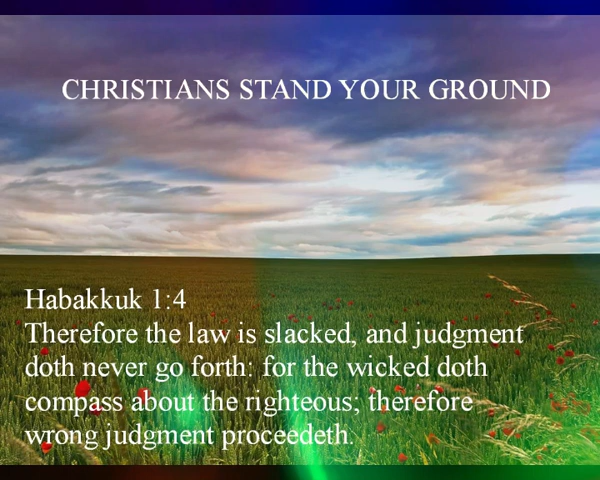 CHRISTIANS STAND YOUR GROUND
Habakkuk 1:4
Therefore the law is slacked, and judgment
doth never go forth: for the wicked doth
compass about the righteous; therefore
wrong judgment proceedeth.